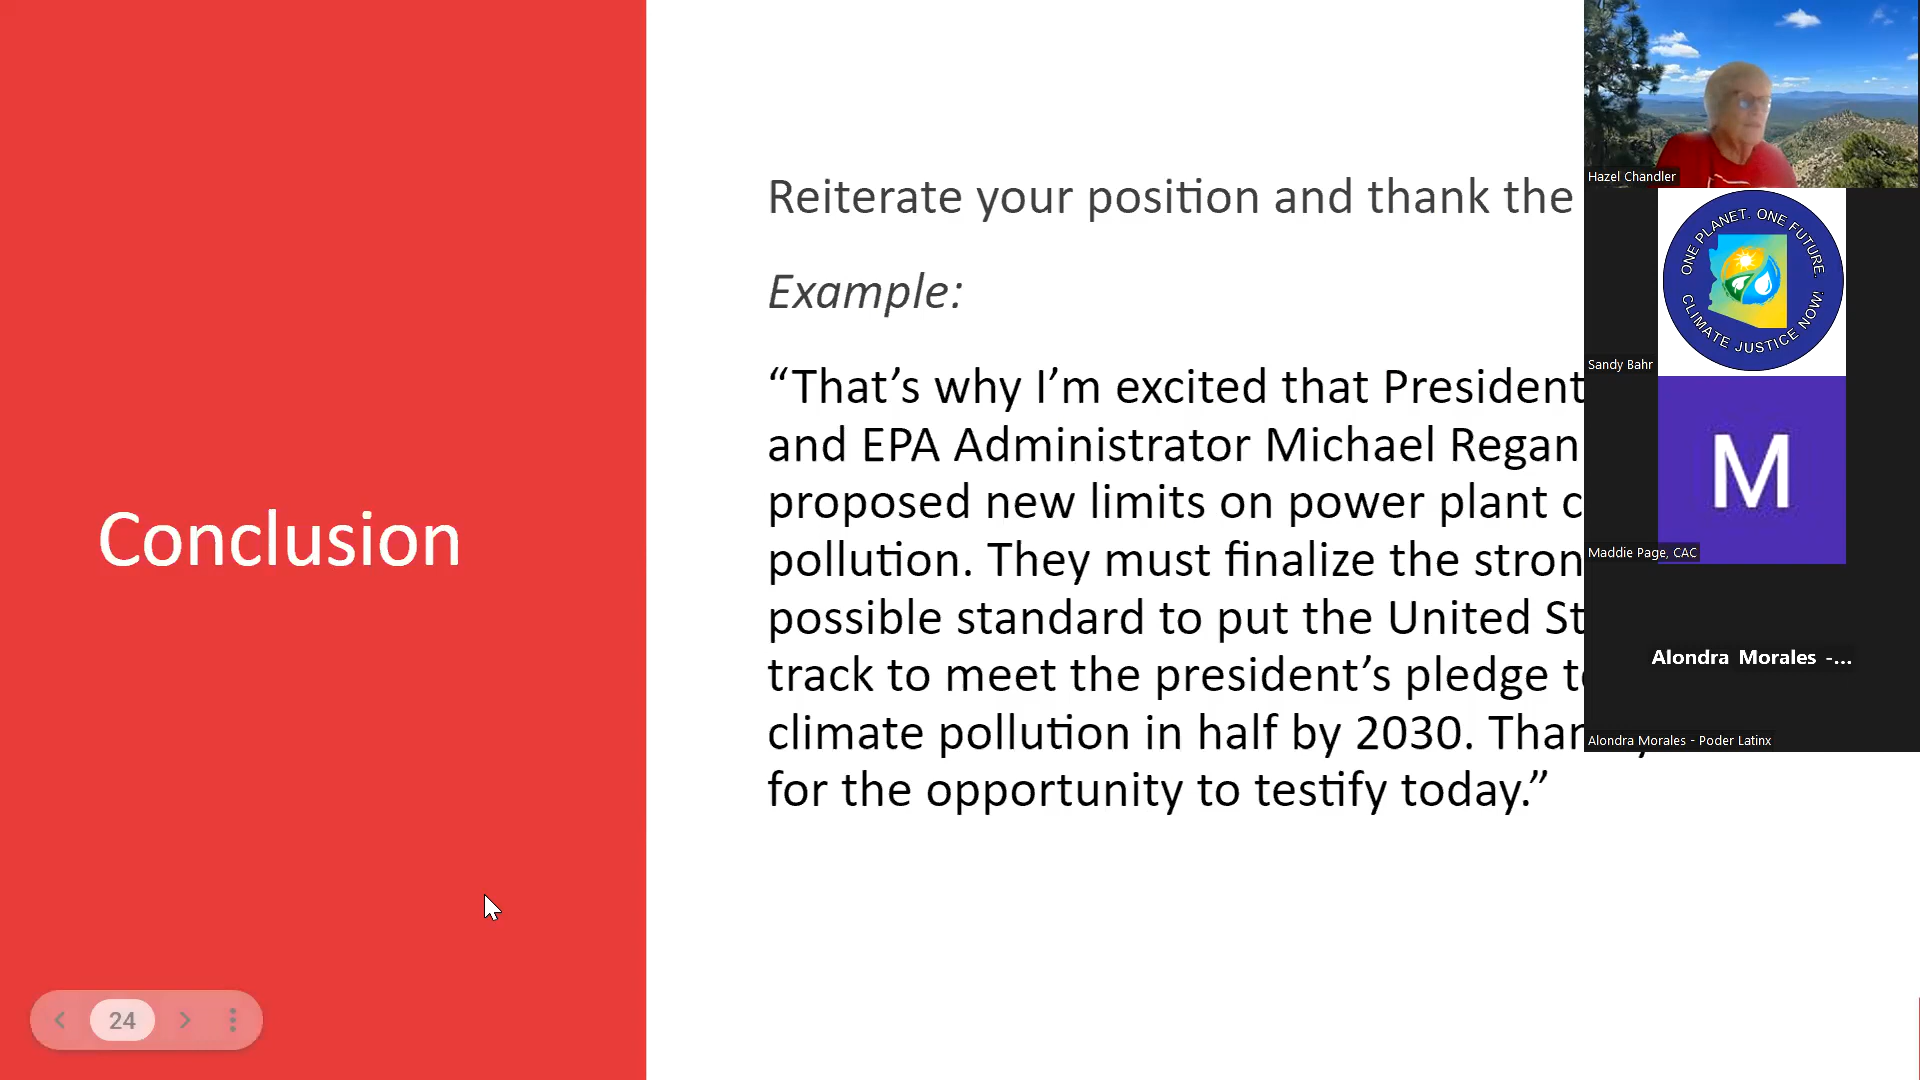 Conclusion
Reiterate your position and thank the
Example:
“That’s why I’m excited that President
and EPA Administrator Michael Regan
proposed new limits on power plant
pollution. They must finalize the
possible standard to put the United
track to meet the president’s pledge
climate pollution in half by 2030.
for the opportunity to testify today.”
24
Hazel Chandler
ONE PLANET. ONE FUTURE.
CLIMATE JUSTICE NOW!
Sandy Bahr
M
Maddie Page, CAC
Alondra Morales -...
Alondra Morales - Poder Latinx